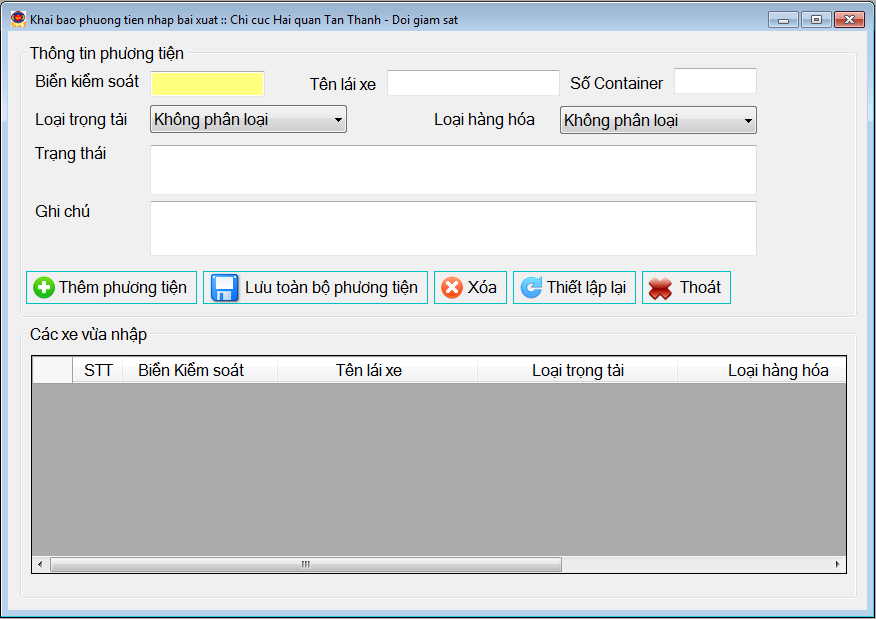 Khai bao phuong tien nhap bai xuat :: Chi cuc Hai quan Tan Thanh - Doi giam sat
Thông tin phương tiện
Biển kiểm soát Tên lái xe Số Container
Loại trọng tải Không phân loại Loại hàng hóa Không phân loại
Trạng thái
Ghi chú
Thêm phương tiện Lưu toàn bộ phương tiện Xóa Thiết lập lại Thoát
Các xe vừa nhập
STT Biển Kiểm soát Tên lái xe Loại trọng tải Loại hàng hóa